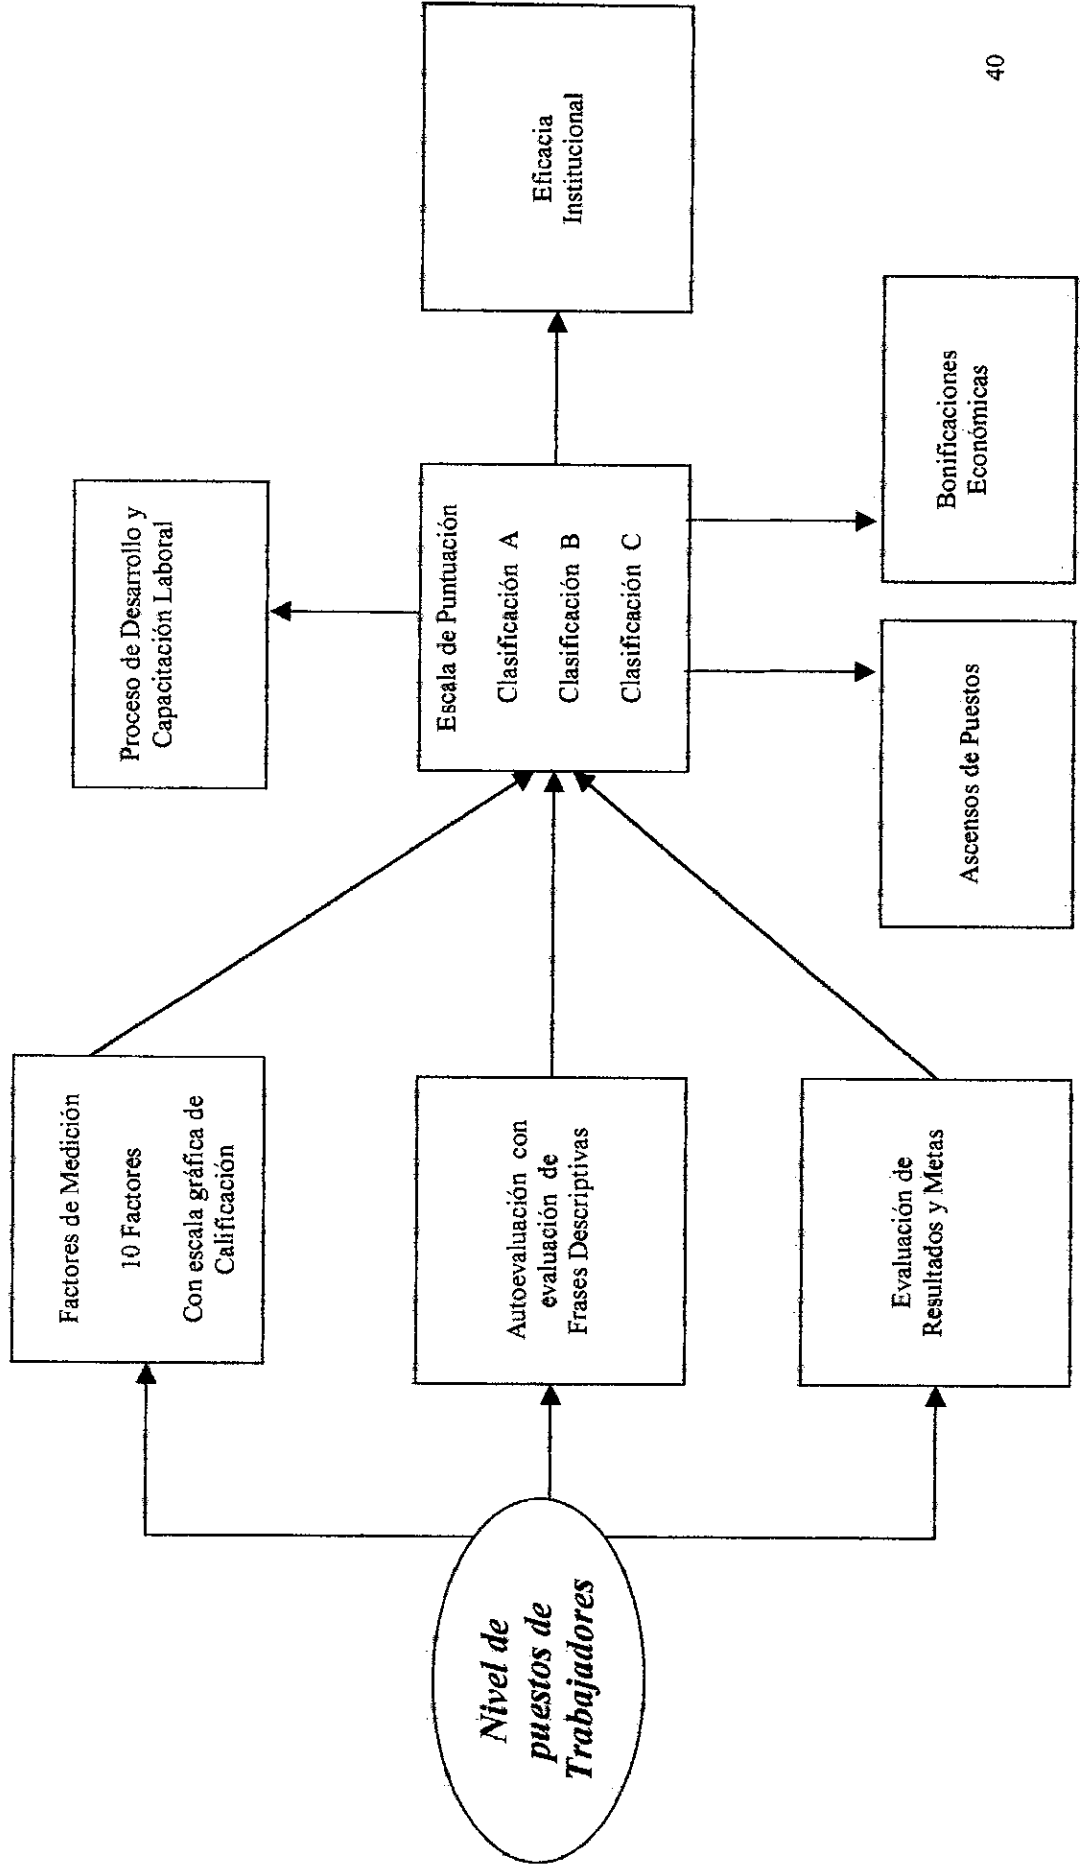 Nivel de
puestos de
Trabajadores
Factores de Medición
10 Factores
Con escala gráfica de
Calificación
Autoevaluación con
evaluación de
Frases Descriptivas
Evaluación de
Resultados y Metas
Proceso de Desarrollo y
Capacitación Laboral
Escala de Puntuación
Clasificación A
Clasificación B
Clasificación C
Ascensos de Puestos
Bonificaciones
Económicas
Eficacia
Institucional
40